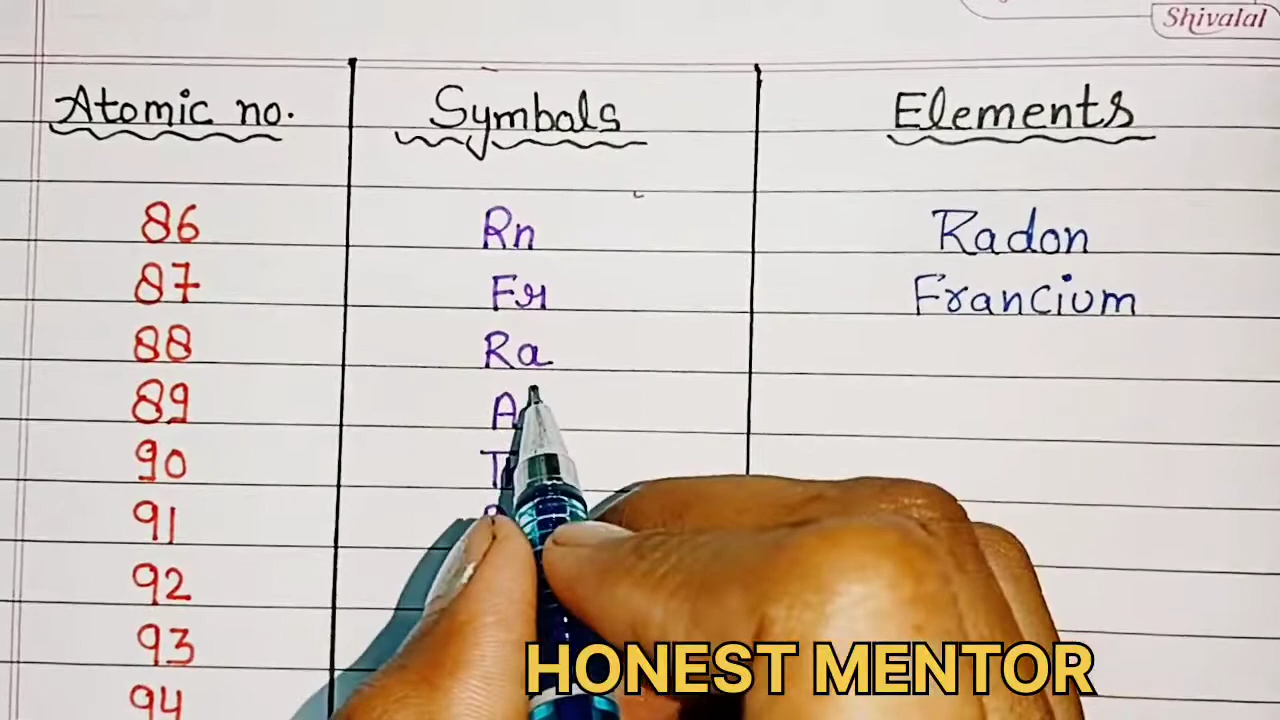 Shivalal
Atomic no. Symbols Elements
86 Rn Radon
87 Fr Francium
88 Ra
89 A
90 T
91
92
93
94
HONEST MENTOR